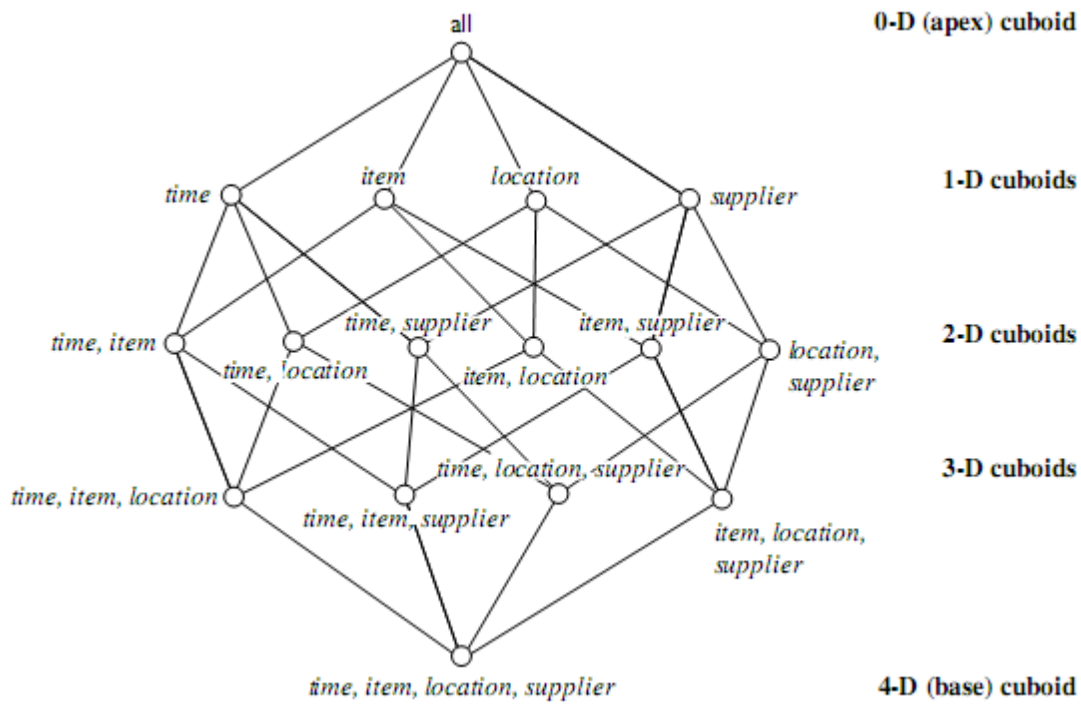 all
0-D (apex) cuboid
time
item
location
supplier
1-D cuboids
time, item
time, location
time, supplier
item, location
item, supplier
location,
supplier
2-D cuboids
time, item, location
time, item, supplier
time, location, supplier
item, location,
supplier
3-D cuboids
time, item, location, supplier
4-D (base) cuboid